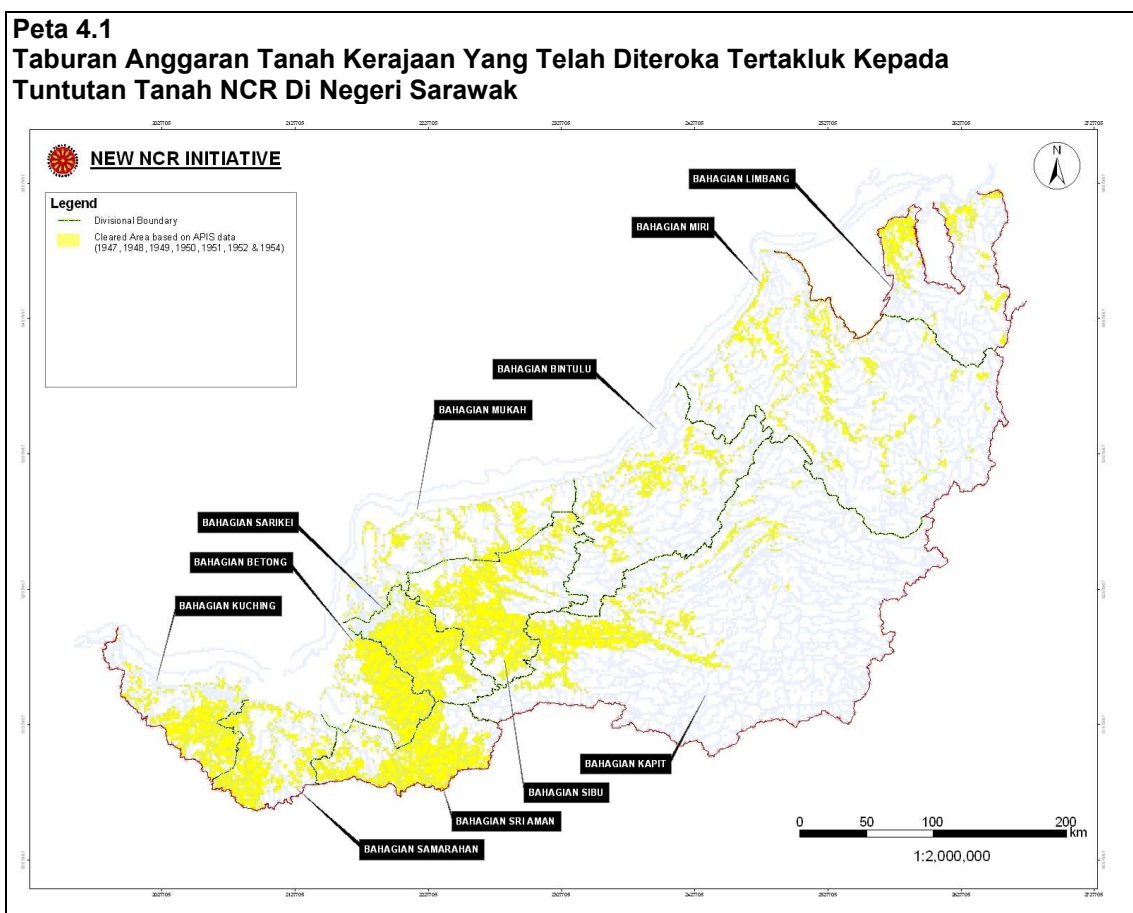 Peta 4.1
Taburan Anggaran Tanah Kerajaan Yang Telah Diteroka Tertakluk Kepada
Tuntutan Tanah NCR Di Negeri Sarawak
NEW NCR INITIATIVE
N
Legend
Divisional Boundary
Cleared Area based on APIS data
(1947, 1948, 1949, 1950, 1951, 1952 & 1954)
BAHAGIAN LIMBANG
BAHAGIAN MIRI
BAHAGIAN BINTULU
BAHAGIAN MUKAH
BAHAGIAN SARIKEI
BAHAGIAN BETONG
BAHAGIAN KUCHING
BAHAGIAN KAPIT
BAHAGIAN SIBU
BAHAGIAN SRI AMAN
BAHAGIAN SAMARAHAN
0 50 100 200
km
1:2,000,000